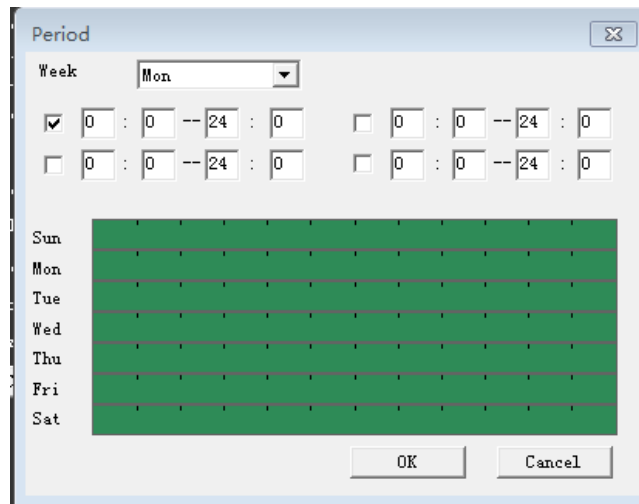 Period
Week Mon
0 : 0 -- 24 : 0 0 : 0 -- 24 : 0
0 : 0 -- 24 : 0 0 : 0 -- 24 : 0
Sun
Mon
Tue
Wed
Thu
Fri
Sat
OK Cancel